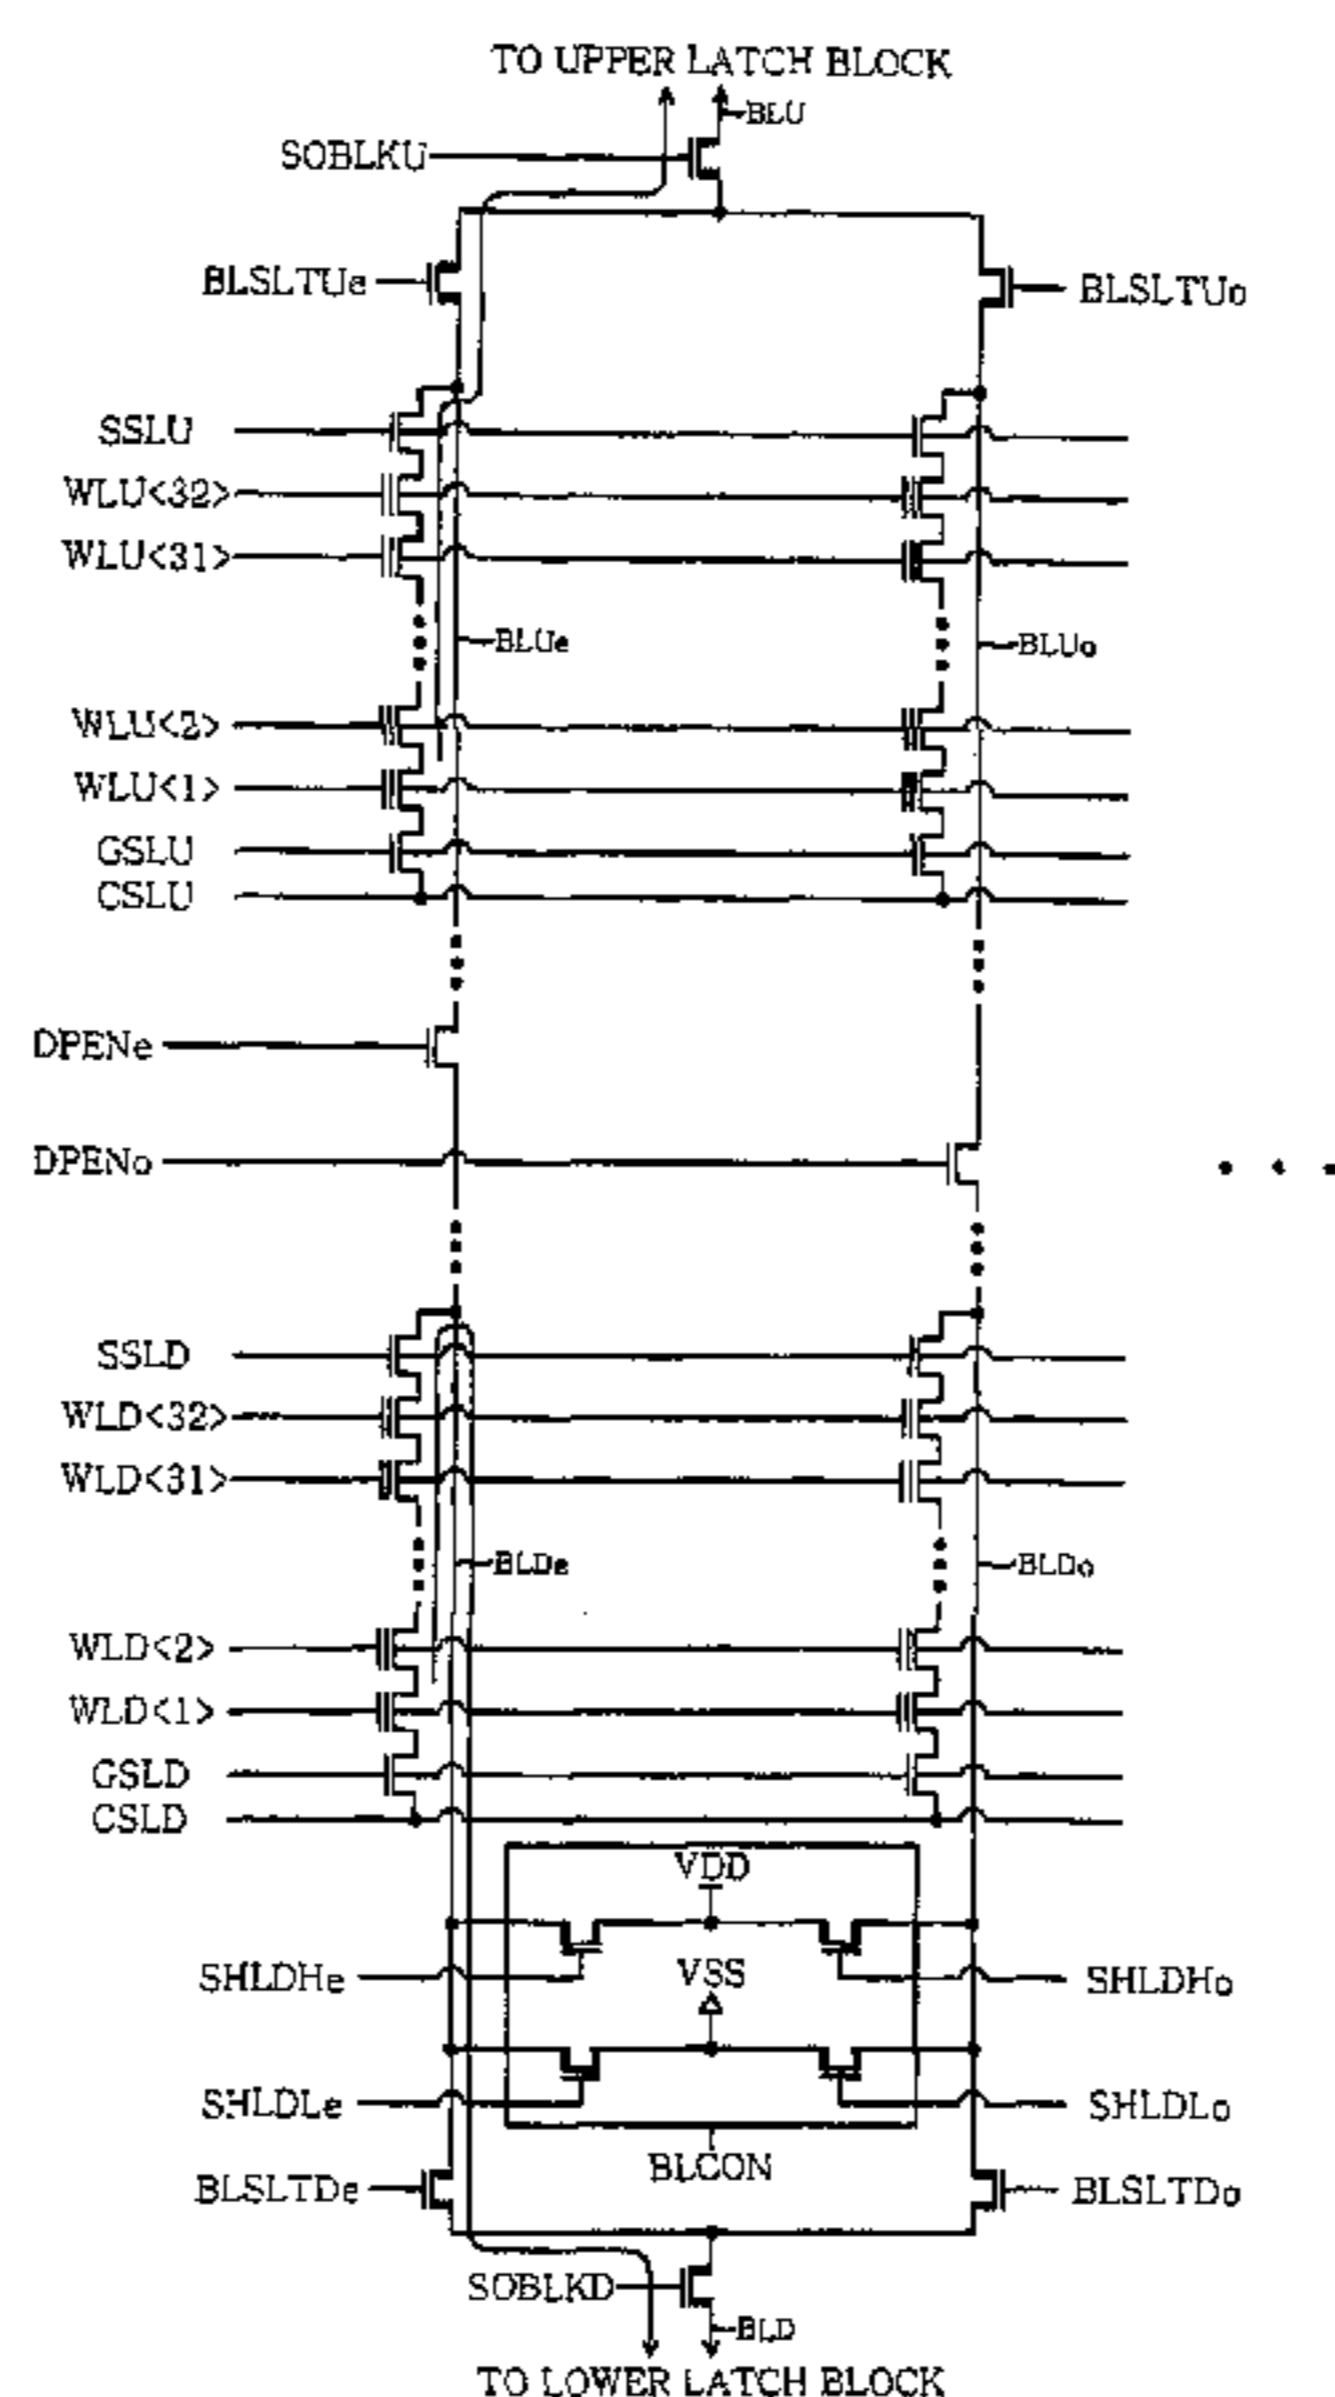 TO UPPER LATCH BLOCK
BLU
SOBLKU
BLSLTUe
BLSLTUo
SSLU
WLU<32>
WLU<31>
BLUe
BLUo
WLU<2>
WLU<1>
GSLU
CSLU
DPENe
DPENo
SSLD
WLD<32>
WLD<31>
BLDe
BLDo
WLD<2>
WLD<1>
GSLD
CSLD
VDD
SHLDHe
VSS
SHLDHo
SHLDLe
SHLDLo
BLCON
BLSLTDe
BLSLTDo
SOBLKD
BLD
TO LOWER LATCH BLOCK